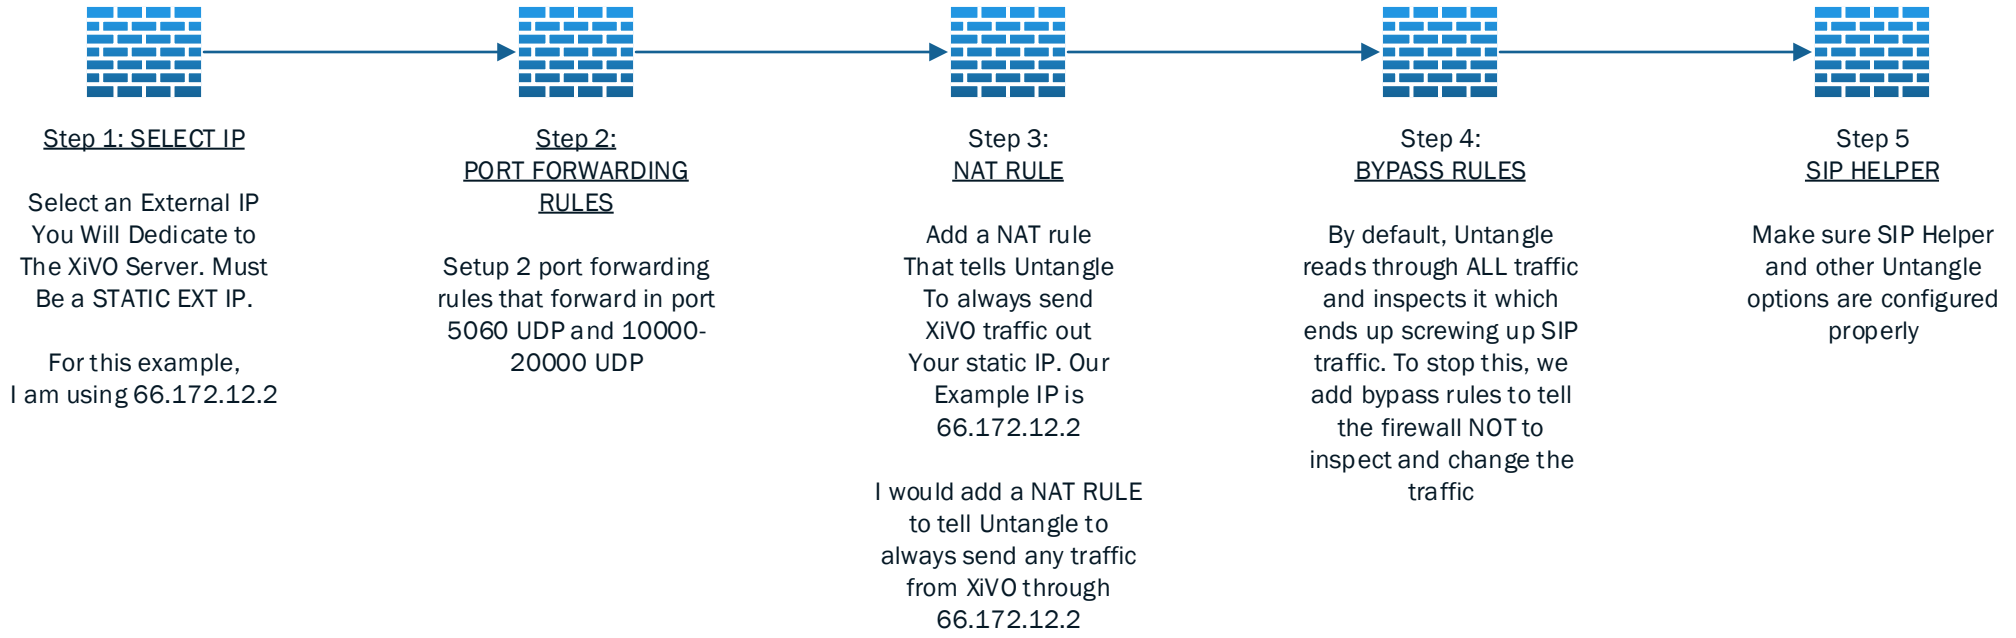 Step 1: SELECT IP
Select an External IP
You Will Dedicate to
The XiVO Server. Must
Be a STATIC EXT IP.
For this example,
I am using 66.172.12.2
Step 2:
PORT FORWARDING
RULES
Setup 2 port forwarding
rules that forward in port
5060 UDP and 10000-
20000 UDP
Step 3:
NAT RULE
Add a NAT rule
That tells Untangle
To always send
XiVO traffic out
Your static IP. Our
Example IP is
66.172.12.2
I would add a NAT RULE
to tell Untangle to
always send any traffic
from XiVO through
66.172.12.2
Step 4:
BYPASS RULES
By default, Untangle
reads through ALL traffic
and inspects it which
ends up screwing up SIP
traffic. To stop this, we
add bypass rules to tell
the firewall NOT to
inspect and change the
traffic
Step 5
SIP HELPER
Make sure SIP Helper
and other Untangle
options are configured
properly